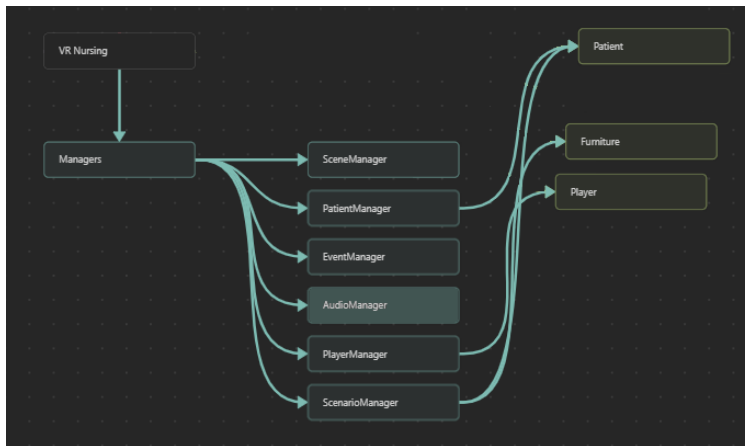 VR Nursing
Patient
Managers
SceneManager
Furniture
PatientManager
Player
EventManager
AudioManager
PlayerManager
ScenarioManager